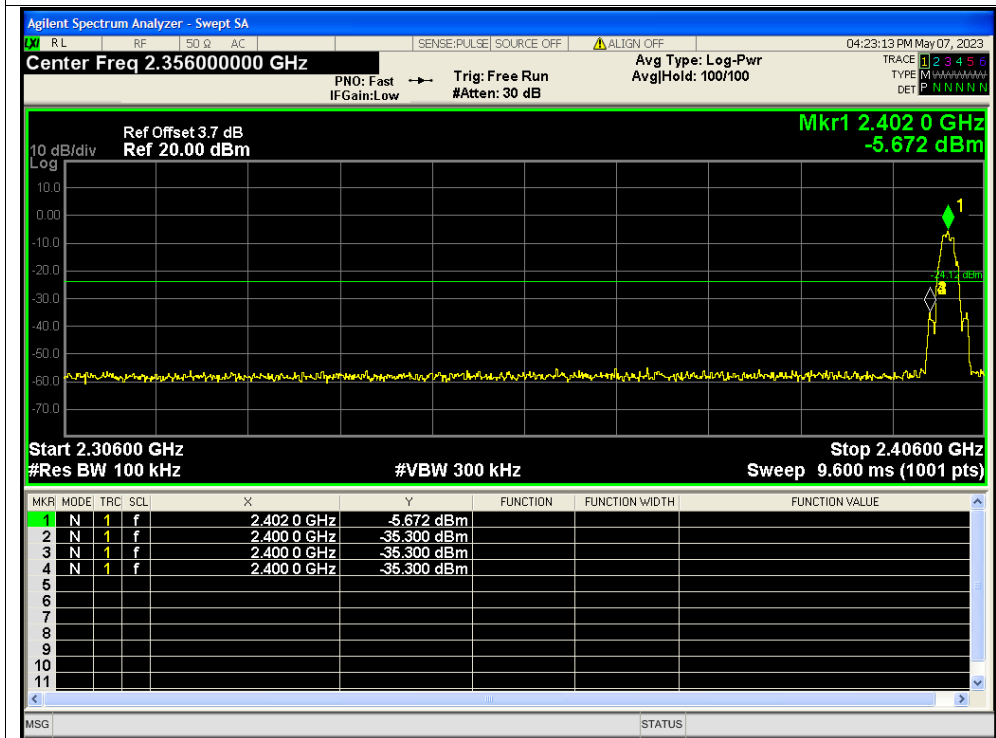 Agilent Spectrum Analyzer - Swept SA
LXI RL RF 50 Ω AC SENSE:PULSE SOURCE OFF ALIGN OFF 04:23:13 PM May 07, 2023
Center Freq 2.356000000 GHz Avg Type: Log-Pwr TRACE 1 2 3 4 5 6
PNO: Fast Trig: Free Run Avg|Hold: 100/100 TYPE M
IFGain:Low #Atten: 30 dB DET P N N N N N
Mkr1 2.402 0 GHz
Ref Offset 3.7 dB
10 dB/div Ref 20.00 dBm -5.672 dBm
Log
10.0
1
0.00
-10.0
-20.0
-24.12 dBm
-30.0
-40.0
-50.0
-60.0
-70.0
Start 2.30600 GHz Stop 2.40600 GHz
#Res BW 100 kHz #VBW 300 kHz Sweep 9.600 ms (1001 pts)
MKR MODE TRC SCL X Y FUNCTION FUNCTION WIDTH FUNCTION VALUE
1 N 1 f 2.402 0 GHz -5.672 dBm
2 N 1 f 2.400 0 GHz -35.300 dBm
3 N 1 f 2.400 0 GHz -35.300 dBm
4 N 1 f 2.400 0 GHz -35.300 dBm
5
6
7
8
9
10
11
MSG STATUS